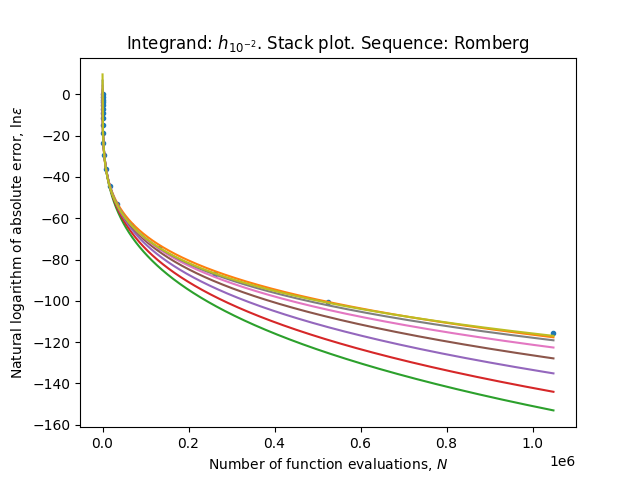 Integrand: $h_{10^{-2}}$. Stack plot. Sequence: Romberg
Natural logarithm of absolute error, lnε
0
−20
−40
−60
−80
−100
−120
−140
−160
0.0 0.2 0.4 0.6 0.8 1.0
1e6
Number of function evaluations, N